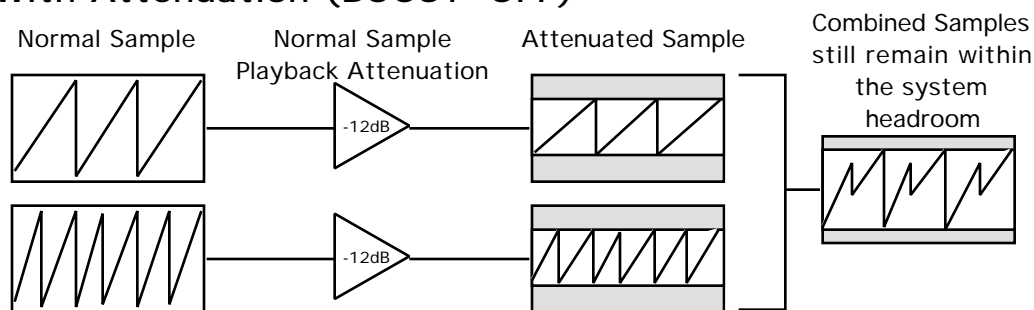 with Attenuation (BOOST=OFF)
Normal Sample
Normal Sample
Playback Attenuation
Attenuated Sample
Combined Samples
still remain within
the system
headroom
-12dB
-12dB